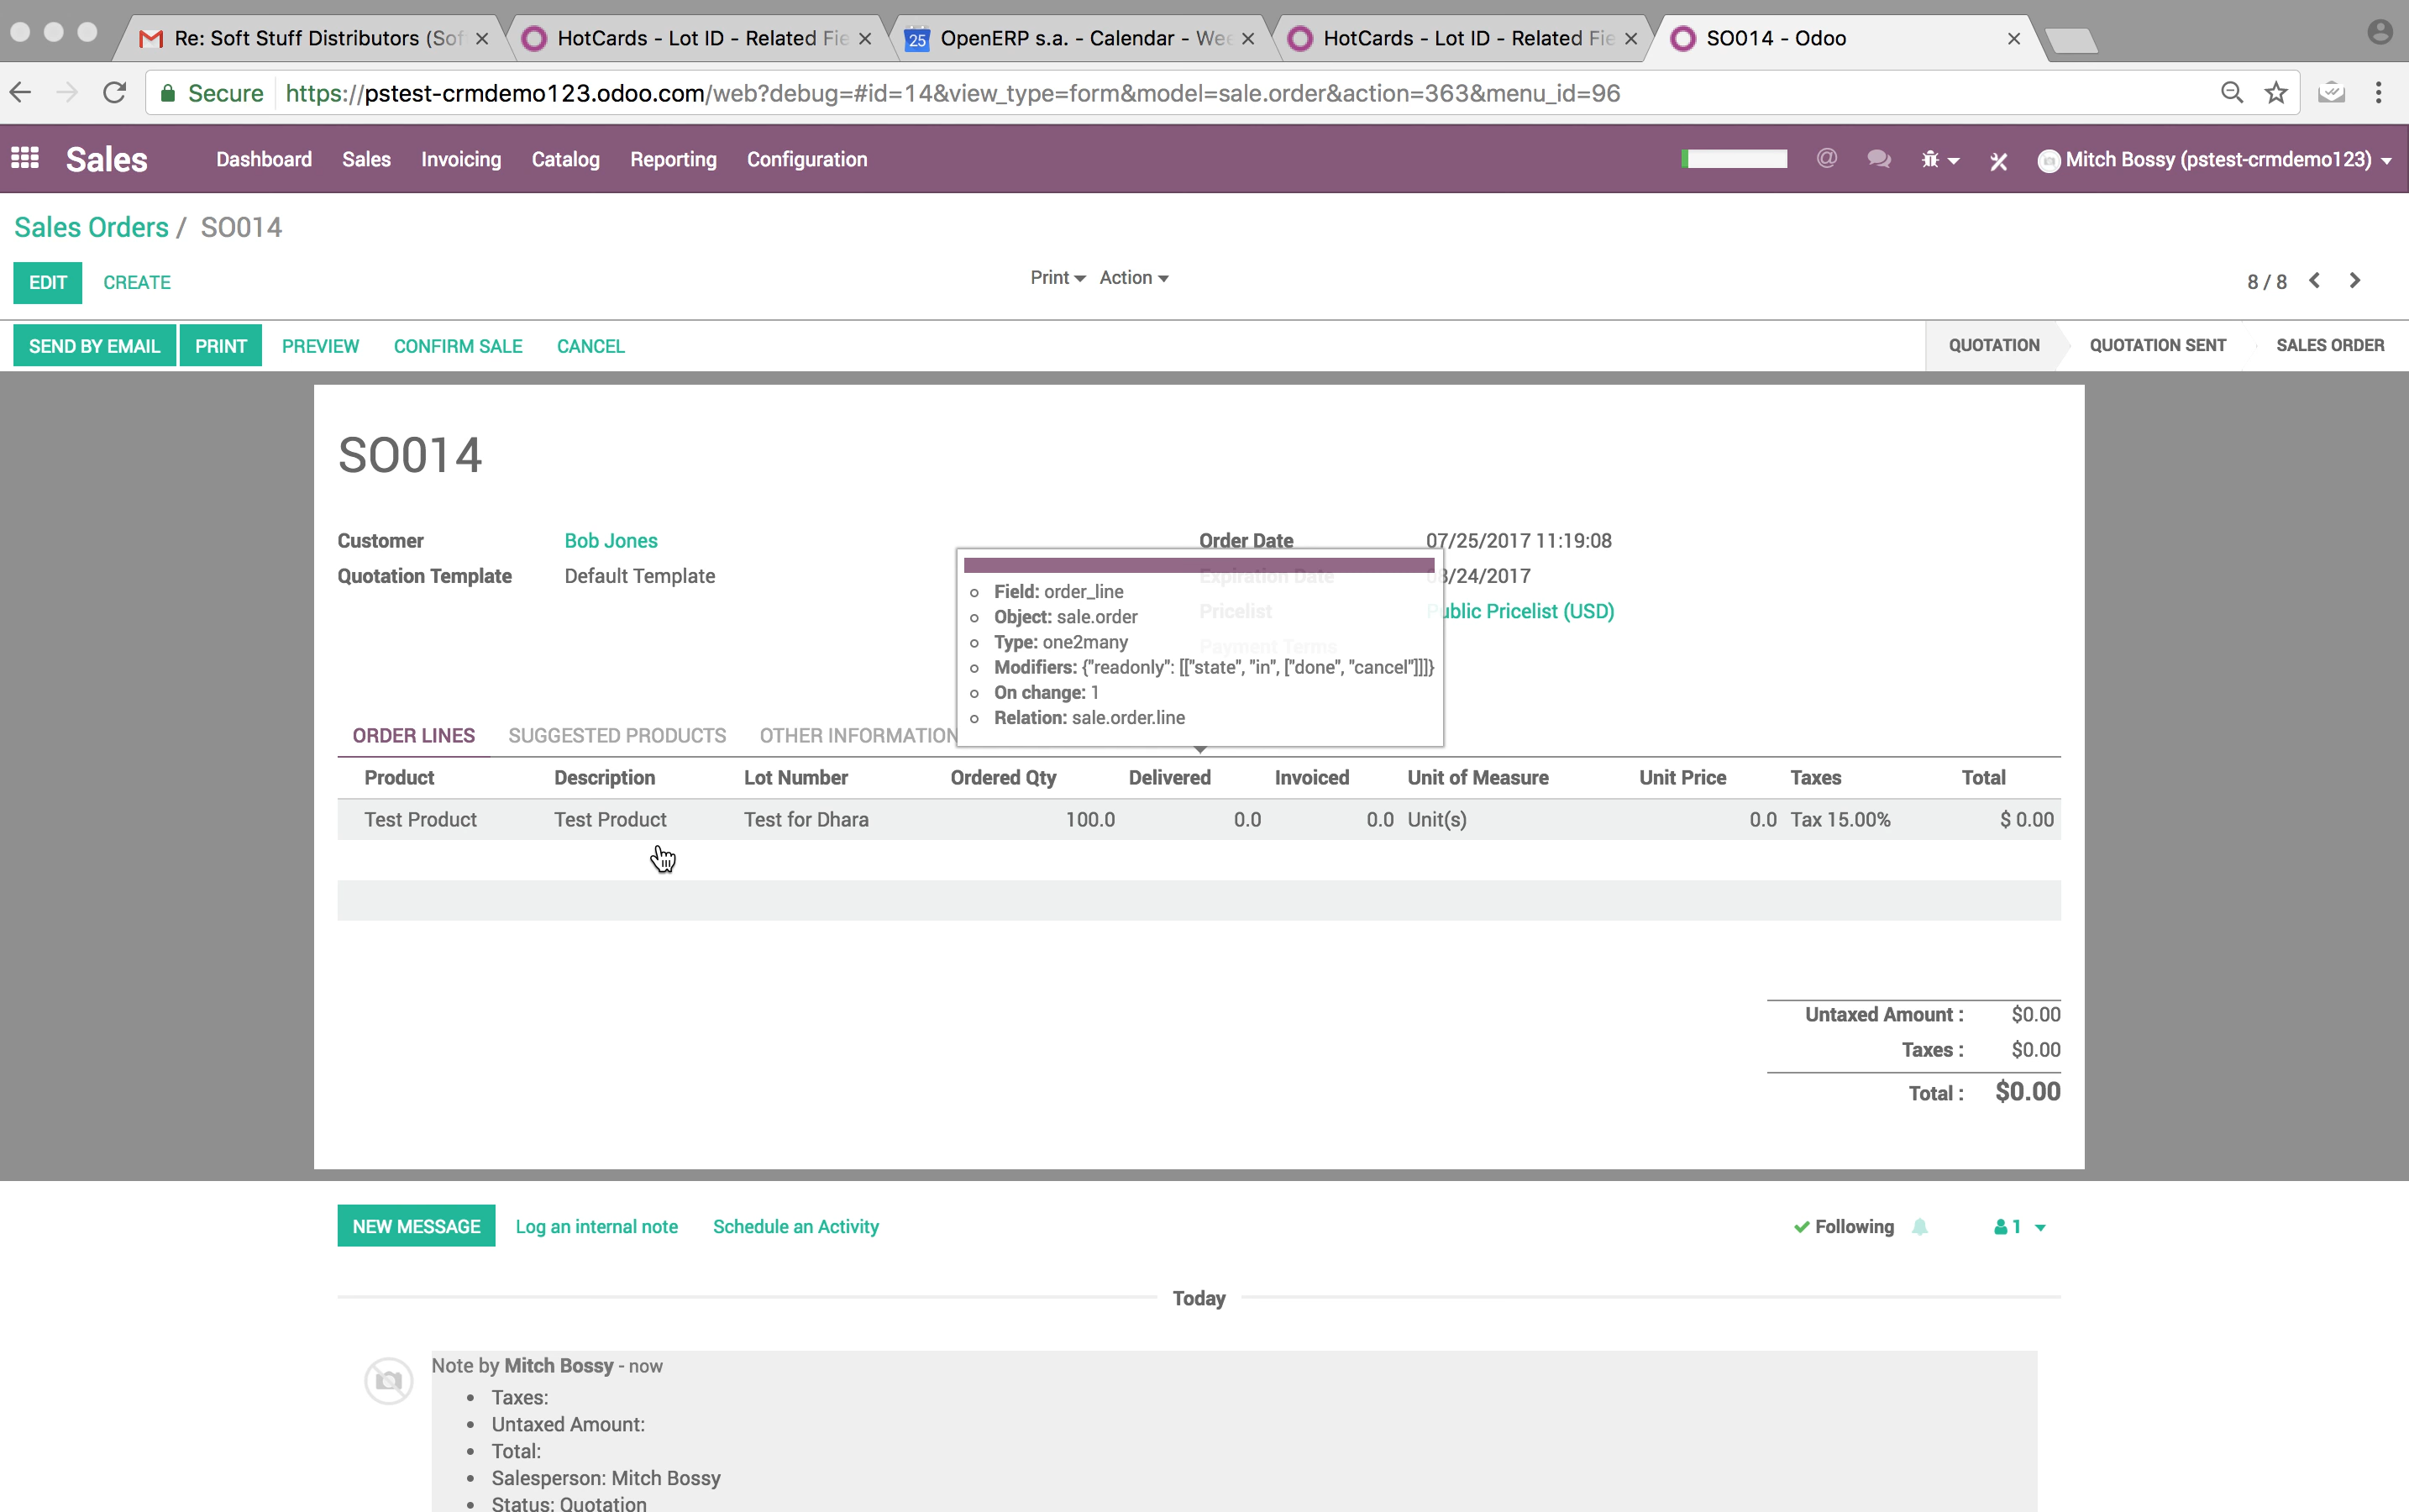 Re: Soft Stuff Distributors (Sof
HotCards - Lot ID - Related Fie
25 OpenERP s.a. - Calendar - Wee
HotCards - Lot ID - Related Fie
SO014 - Odoo
Secure https://pstest-crmdemo123.odoo.com/web?debug=#id=14&view_type=form&model=sale.order&action=363&menu_id=96
Sales Dashboard Sales Invoicing Catalog Reporting Configuration @ Mitch Bossy (pstest-crmdemo123)
Sales Orders / SO014
EDIT CREATE Print Action 8 / 8
SEND BY EMAIL PRINT PREVIEW CONFIRM SALE CANCEL QUOTATION QUOTATION SENT SALES ORDER
SO014
Customer Bob Jones
Quotation Template Default Template
Order Date 07/25/2017 11:19:08
Expiration Date 08/24/2017
Pricelist Public Pricelist (USD)
Payment Terms
Field: order_line
Object: sale.order
Type: one2many
Modifiers: {"readonly": [["state", "in", ["done", "cancel"]]]}
On change: 1
Relation: sale.order.line
ORDER LINES SUGGESTED PRODUCTS OTHER INFORMATION
Product Description Lot Number Ordered Qty Delivered Invoiced Unit of Measure Unit Price Taxes Total
Test Product Test Product Test for Dhara 100.0 0.0 0.0 Unit(s) 0.0 Tax 15.00% $ 0.00
Untaxed Amount : $0.00
Taxes : $0.00
Total : $0.00
NEW MESSAGE Log an internal note Schedule an Activity Following 1
Today
Note by Mitch Bossy - now
• Taxes:
• Untaxed Amount:
• Total:
• Salesperson: Mitch Bossy
• Status: Quotation